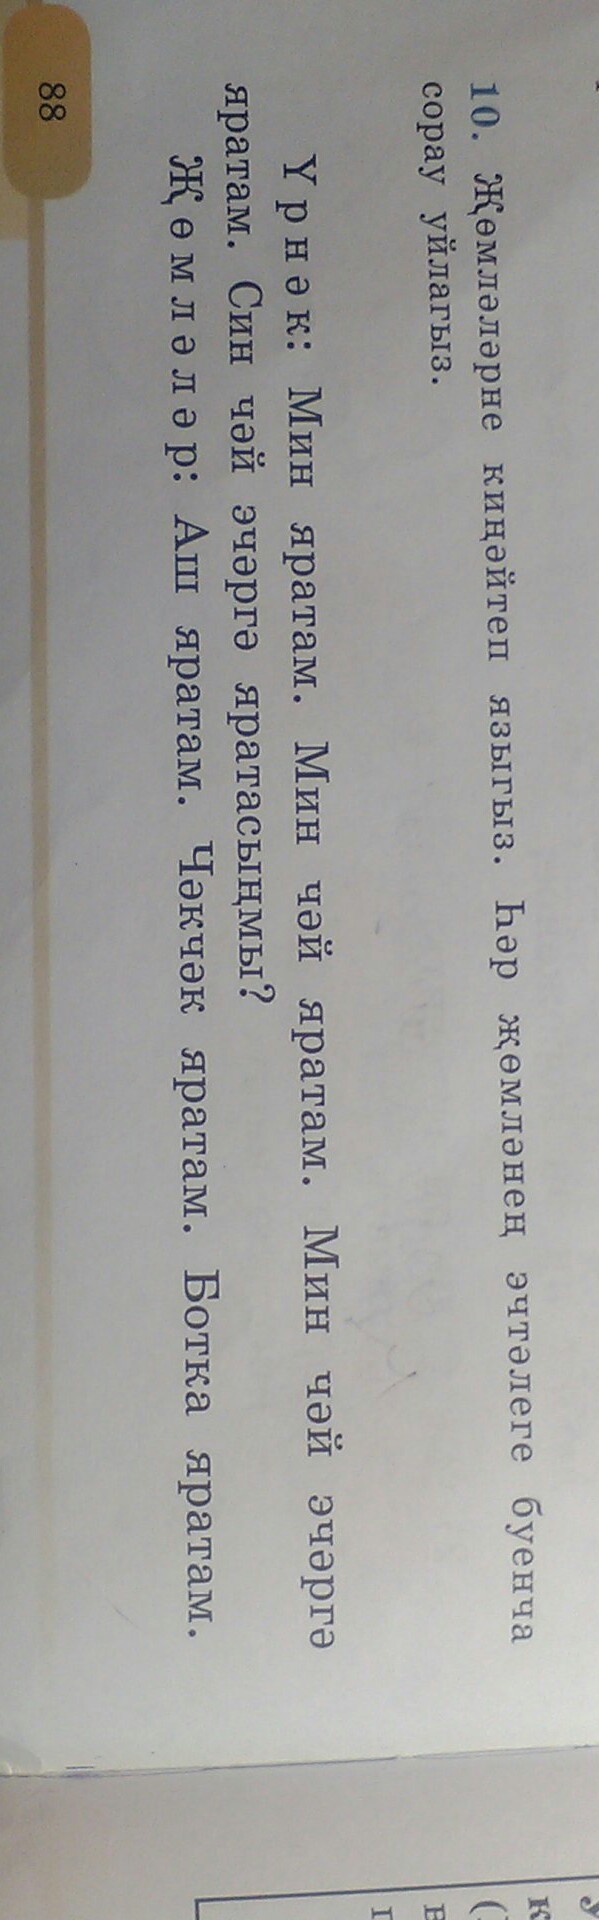 10. Җөмләләрне киңәйтеп языгыз. Һәр җөмләнең эчтәлеге буенча
сорау уйлагыз.
Үрнәк: Мин яратам. Мин чәй яратам. Мин чәй эчәргә
яратам. Син чәй эчәргә яратасыңмы?
Җөмләләр: Аш яратам. Чәкчәк яратам. Ботка яратам.
88